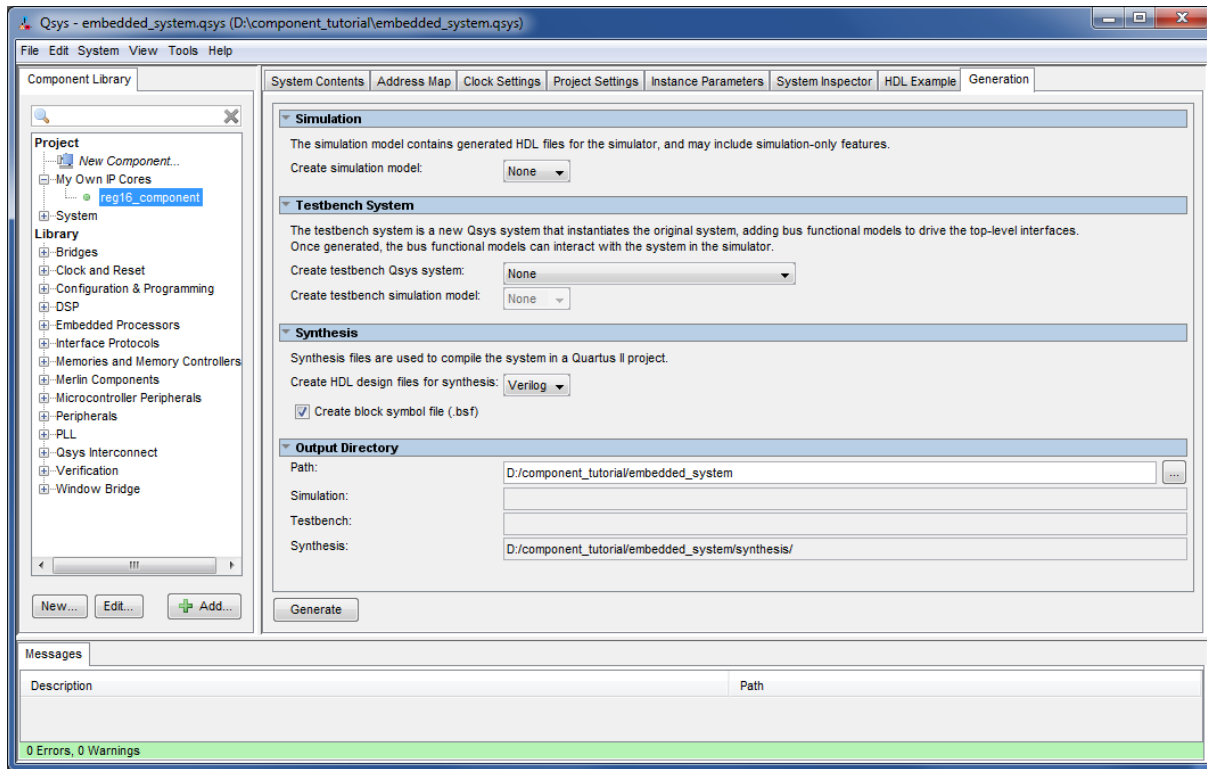 Qsys - embedded_system.qsys (D:\component_tutorial\embedded_system.qsys)
File Edit System View Tools Help
Component Library
Project
New Component...
My Own IP Cores
reg16_component
System
Library
Bridges
Clock and Reset
Configuration & Programming
DSP
Embedded Processors
Interface Protocols
Memories and Memory Controllers
Merlin Components
Microcontroller Peripherals
Peripherals
PLL
Qsys Interconnect
Verification
Window Bridge
New... Edit... Add...
System Contents Address Map Clock Settings Project Settings Instance Parameters System Inspector HDL Example Generation
Simulation
The simulation model contains generated HDL files for the simulator, and may include simulation-only features.
Create simulation model: None
Testbench System
The testbench system is a new Qsys system that instantiates the original system, adding bus functional models to drive the top-level interfaces.
Once generated, the bus functional models can interact with the system in the simulator.
Create testbench Qsys system: None
Create testbench simulation model: None
Synthesis
Synthesis files are used to compile the system in a Quartus II project.
Create HDL design files for synthesis: Verilog
Create block symbol file (.bsf)
Output Directory
Path: D:/component_tutorial/embedded_system ...
Simulation:
Testbench:
Synthesis: D:/component_tutorial/embedded_system/synthesis/
Generate
Messages
Description Path
0 Errors, 0 Warnings